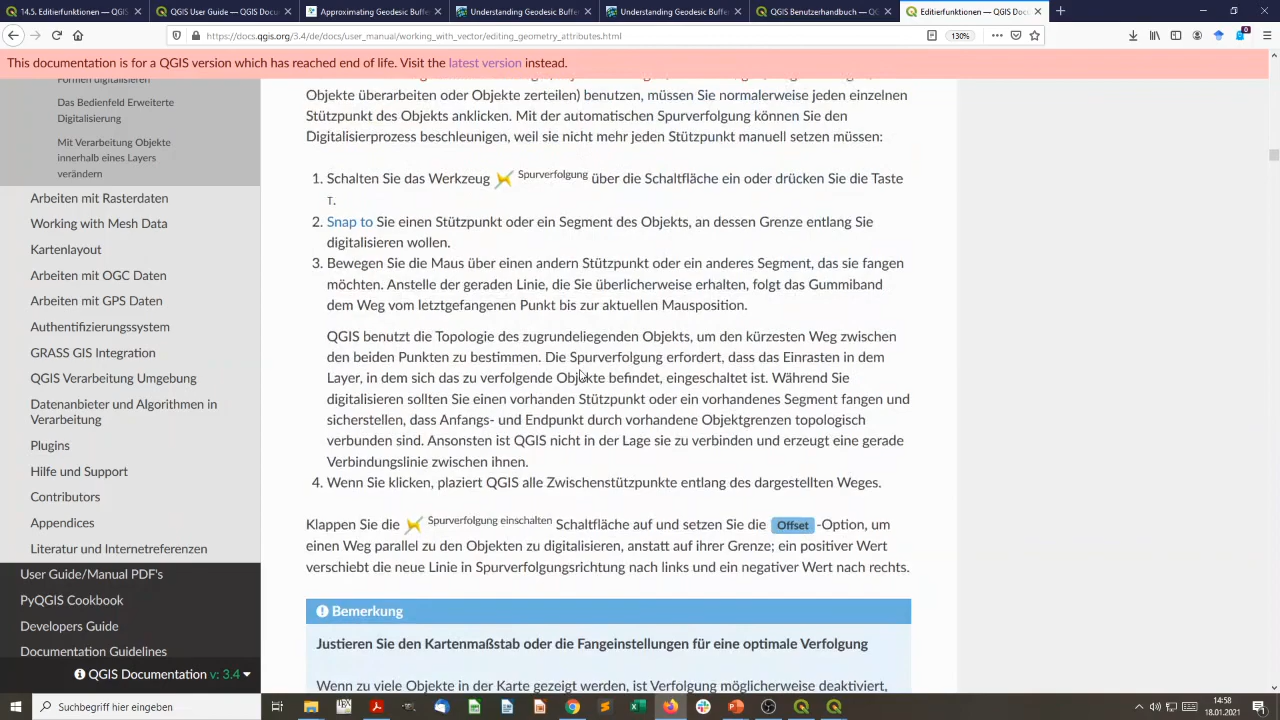 14.5. Editierfunktionen — QGIS
QGIS User Guide — QGIS Docu
Approximating Geodesic Buffe
Understanding Geodesic Buffe
Understanding Geodesic Buffe
QGIS Benutzerhandbuch — QG
Editierfunktionen — QGIS Doc
https://docs.qgis.org/3.4/de/docs/user_manual/working_with_vector/editing_geometry_attributes.html
130%
This documentation is for a QGIS version which has reached end of life. Visit the latest version instead.
Formen digitalisieren
Das Bedienfeld Erweiterte
Digitalisierung
Mit Verarbeitung Objekte
innerhalb eines Layers
verändern
Arbeiten mit Rasterdaten
Working with Mesh Data
Kartenlayout
Arbeiten mit OGC Daten
Arbeiten mit GPS Daten
Authentifizierungssystem
GRASS GIS Integration
QGIS Verarbeitung Umgebung
Datenanbieter und Algorithmen in
Verarbeitung
Plugins
Hilfe und Support
Contributors
Appendices
Literatur und Internetreferenzen
User Guide/Manual PDF's
PyQGIS Cookbook
Developers Guide
Documentation Guidelines
QGIS Documentation v: 3.4
Objekte überarbeiten oder Objekte zerteilen) benutzen, müssen Sie normalerweise jeden einzelnen
Stützpunkt des Objekts anklicken. Mit der automatischen Spurverfolgung können Sie den
Digitalisierprozess beschleunigen, weil sie nicht mehr jeden Stützpunkt manuell setzen müssen:
1. Schalten Sie das Werkzeug Spurverfolgung über die Schaltfläche ein oder drücken Sie die Taste
T.
2. Snap to Sie einen Stützpunkt oder ein Segment des Objekts, an dessen Grenze entlang Sie
digitalisieren wollen.
3. Bewegen Sie die Maus über einen andern Stützpunkt oder ein anderes Segment, das sie fangen
möchten. Anstelle der geraden Linie, die Sie überlicherweise erhalten, folgt das Gummiband
dem Weg vom letztgefangenen Punkt bis zur aktuellen Mausposition.
QGIS benutzt die Topologie des zugrundeliegenden Objekts, um den kürzesten Weg zwischen
den beiden Punkten zu bestimmen. Die Spurverfolgung erfordert, dass das Einrasten in dem
Layer, in dem sich das zu verfolgende Objekte befindet, eingeschaltet ist. Während Sie
digitalisieren sollten Sie einen vorhanden Stützpunkt oder ein vorhandenes Segment fangen und
sicherstellen, dass Anfangs- und Endpunkt durch vorhandene Objektgrenzen topologisch
verbunden sind. Ansonsten ist QGIS nicht in der Lage sie zu verbinden und erzeugt eine gerade
Verbindungslinie zwischen ihnen.
4. Wenn Sie klicken, plaziert QGIS alle Zwischenstützpunkte entlang des dargestellten Weges.
Klappen Sie die Spurverfolgung einschalten Schaltfläche auf und setzen Sie die Offset -Option, um
einen Weg parallel zu den Objekten zu digitalisieren, anstatt auf ihrer Grenze; ein positiver Wert
verschiebt die neue Linie in Spurverfolgungsrichtung nach links und ein negativer Wert nach rechts.
Bemerkung
Justieren Sie den Kartenmaßstab oder die Fangeinstellungen für eine optimale Verfolgung
Wenn zu viele Objekte in der Karte gezeigt werden, ist Verfolgung möglicherweise deaktiviert,
Suchbegriff hier eingeben
14:58
18.01.2021